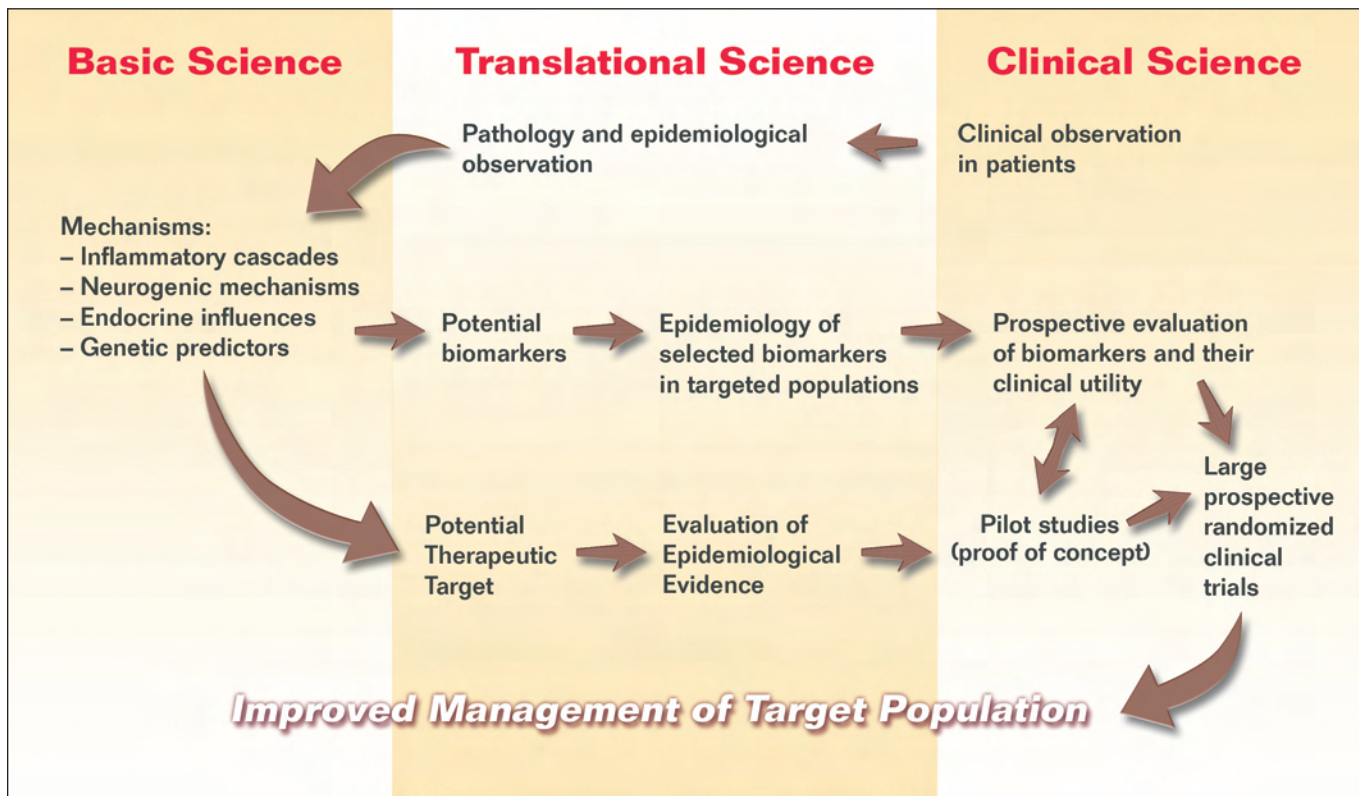 Basic Science
Translational Science
Clinical Science
Pathology and epidemiological
observation
Clinical observation
in patients
Mechanisms:
– Inflammatory cascades
– Neurogenic mechanisms
– Endocrine influences
– Genetic predictors
Potential
biomarkers
Epidemiology of
selected biomarkers
in targeted populations
Prospective evaluation
of biomarkers and their
clinical utility
Potential
Therapeutic
Target
Evaluation of
Epidemiological
Evidence
Pilot studies
(proof of concept)
Large
prospective
randomized
clinical
trials
Improved Management of Target Population